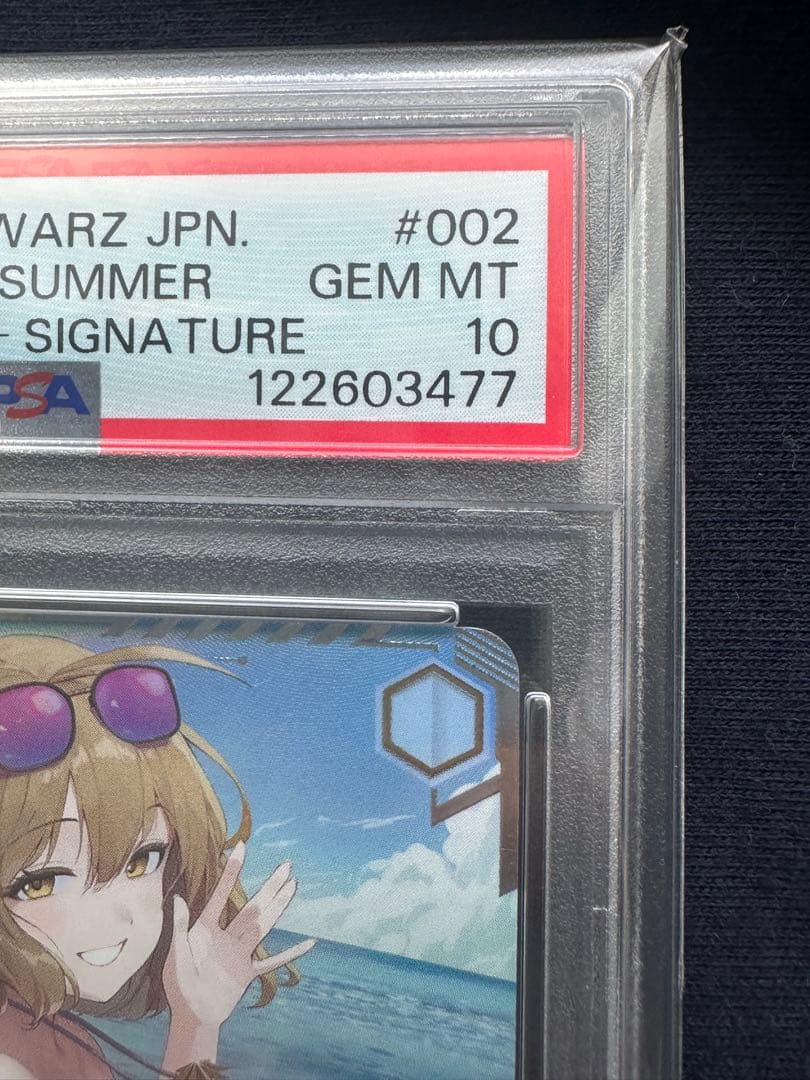 WARZ JPN. #002
SUMMER GEM MT
SIGNATURE 10
PSA 122603477